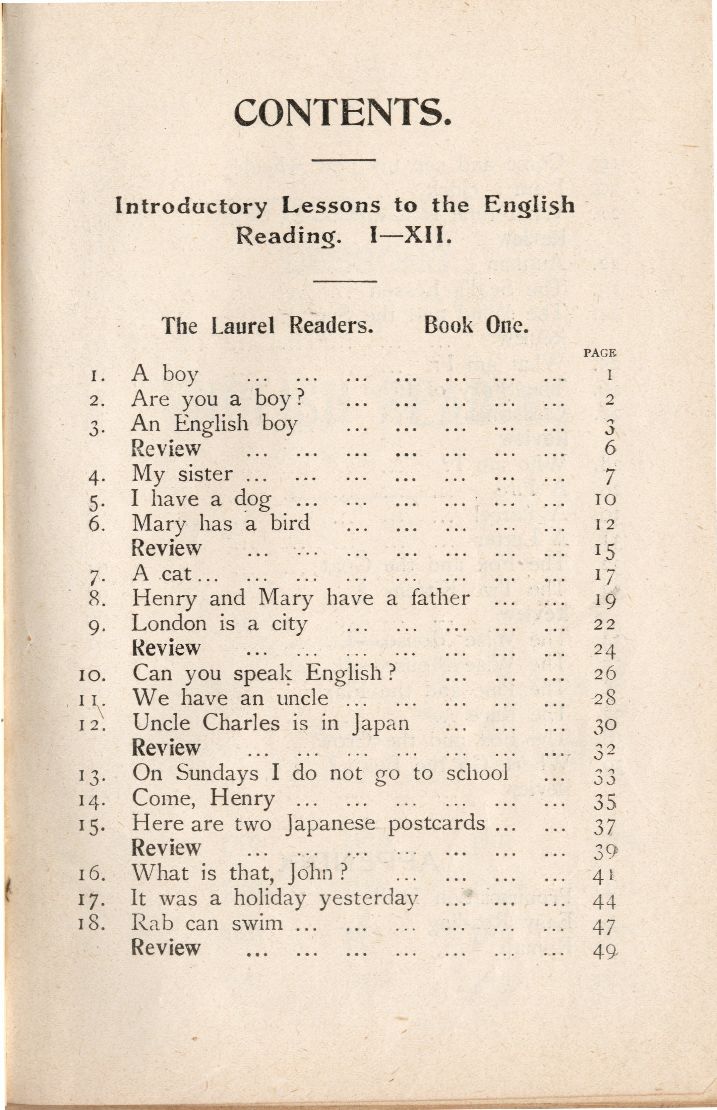 CONTENTS.
Introductory Lessons to the English
Reading. I—XII.
The Laurel Readers. Book One.
PAGE
1. A boy ... ... ... ... ... ... ... 1
2. Are you a boy? ... ... ... ... ... 2
3. An English boy ... ... ... ... ... 3
Review ... ... ... ... ... ... ... 6
4. My sister ... ... ... ... ... ... ... 7
5. I have a dog ... ... ... ... ... ... 10
6. Mary has a bird ... ... ... ... ... 12
Review ... ... ... ... ... ... ... 15
7. A cat ... ... ... ... ... ... ... ... 17
8. Henry and Mary have a father ... ... 19
9. London is a city ... ... ... ... ... 22
Review ... ... ... ... ... ... ... 24
10. Can you speak English? ... ... ... 26
11. We have an uncle ... ... ... ... ... 28
12. Uncle Charles is in Japan ... ... ... 30
Review ... ... ... ... ... ... ... 32
13. On Sundays I do not go to school ... 33
14. Come, Henry ... ... ... ... ... ... 35
15. Here are two Japanese postcards ... ... 37
Review ... ... ... ... ... ... ... 39
16. What is that, John? ... ... ... ... 41
17. It was a holiday yesterday ... ... ... 44
18. Rab can swim ... ... ... ... ... ... 47
Review ... ... ... ... ... ... ... 49